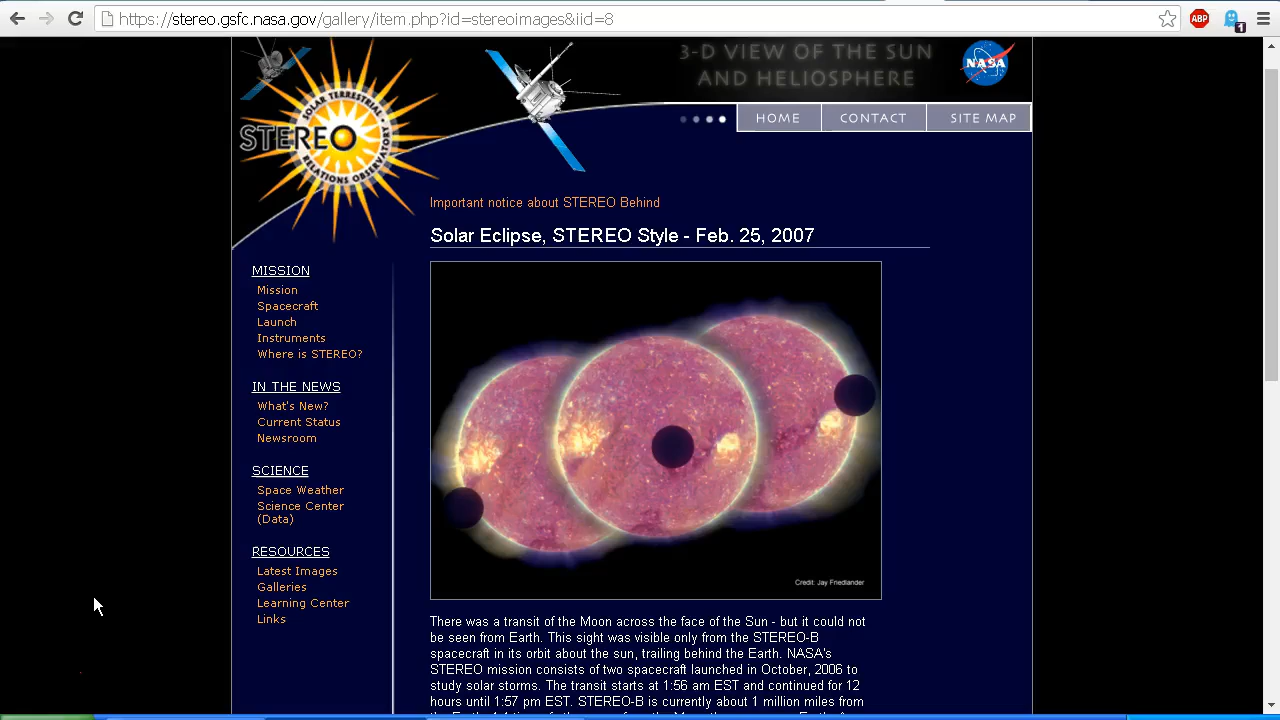 https://stereo.gsfc.nasa.gov/gallery/item.php?id=stereoimages&iid=8
ABP
1
3-D VIEW OF THE SUN
AND HELIOSPHERE
NASA
SOLAR TERRESTRIAL
STEREO
RELATIONS OBSERVATORY
HOME
CONTACT
SITE MAP
Important notice about STEREO Behind
Solar Eclipse, STEREO Style - Feb. 25, 2007
MISSION
Mission
Spacecraft
Launch
Instruments
Where is STEREO?
IN THE NEWS
What's New?
Current Status
Newsroom
SCIENCE
Space Weather
Science Center
(Data)
RESOURCES
Latest Images
Galleries
Learning Center
Links
Credit: Jay Friedlander
There was a transit of the Moon across the face of the Sun - but it could not
be seen from Earth. This sight was visible only from the STEREO-B
spacecraft in its orbit about the sun, trailing behind the Earth. NASA's
STEREO mission consists of two spacecraft launched in October, 2006 to
study solar storms. The transit starts at 1:56 am EST and continued for 12
hours until 1:57 pm EST. STEREO-B is currently about 1 million miles from